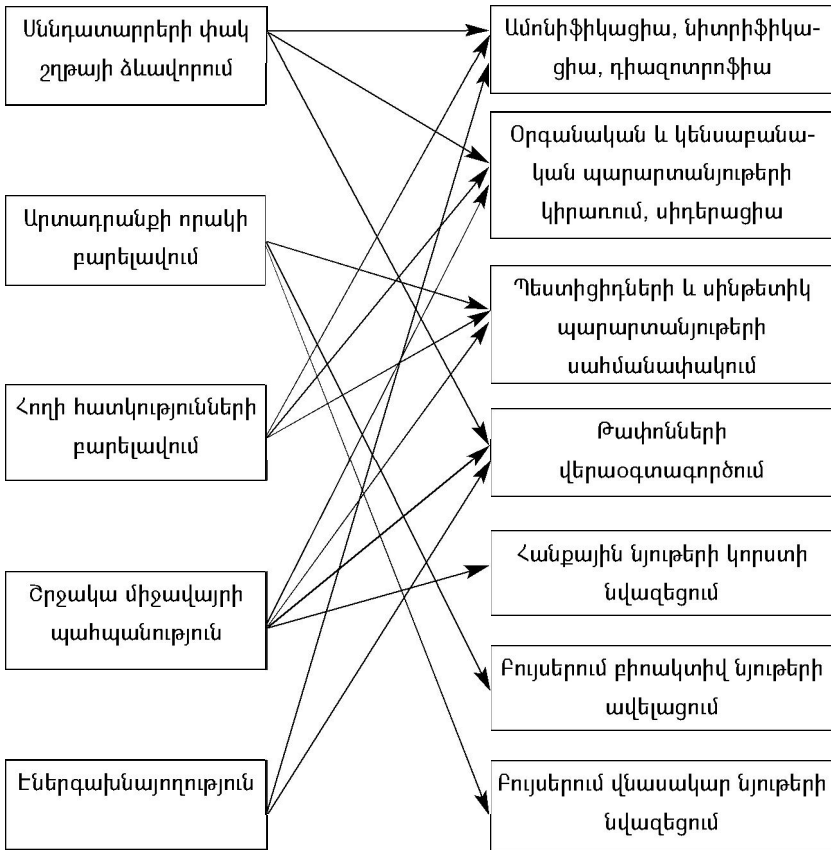 Սննդատարրերի փակ
շղթայի ձևավորում
Արտադրանքի որակի
բարելավում
Հողի հատկությունների
բարելավում
Շրջակա միջավայրի
պահպանություն
Էներգախնայողություն
Ամոնիֆիկացիա, նիտրիֆիկա-
ցիա, դիազոտրոֆիա
Օրգանական և կենսաբանա-
կան պարարտանյութերի
կիրառում, սիդերացիա
Պեստիցիդների և սինթետիկ
պարարտանյութերի
սահմանափակում
Թափոնների
վերաօգտագործում
Հանքային նյութերի կորստի
նվազեցում
Բույսերում բիոակտիվ նյութերի
ավելացում
Բույսերում վնասակար նյութերի
նվազեցում